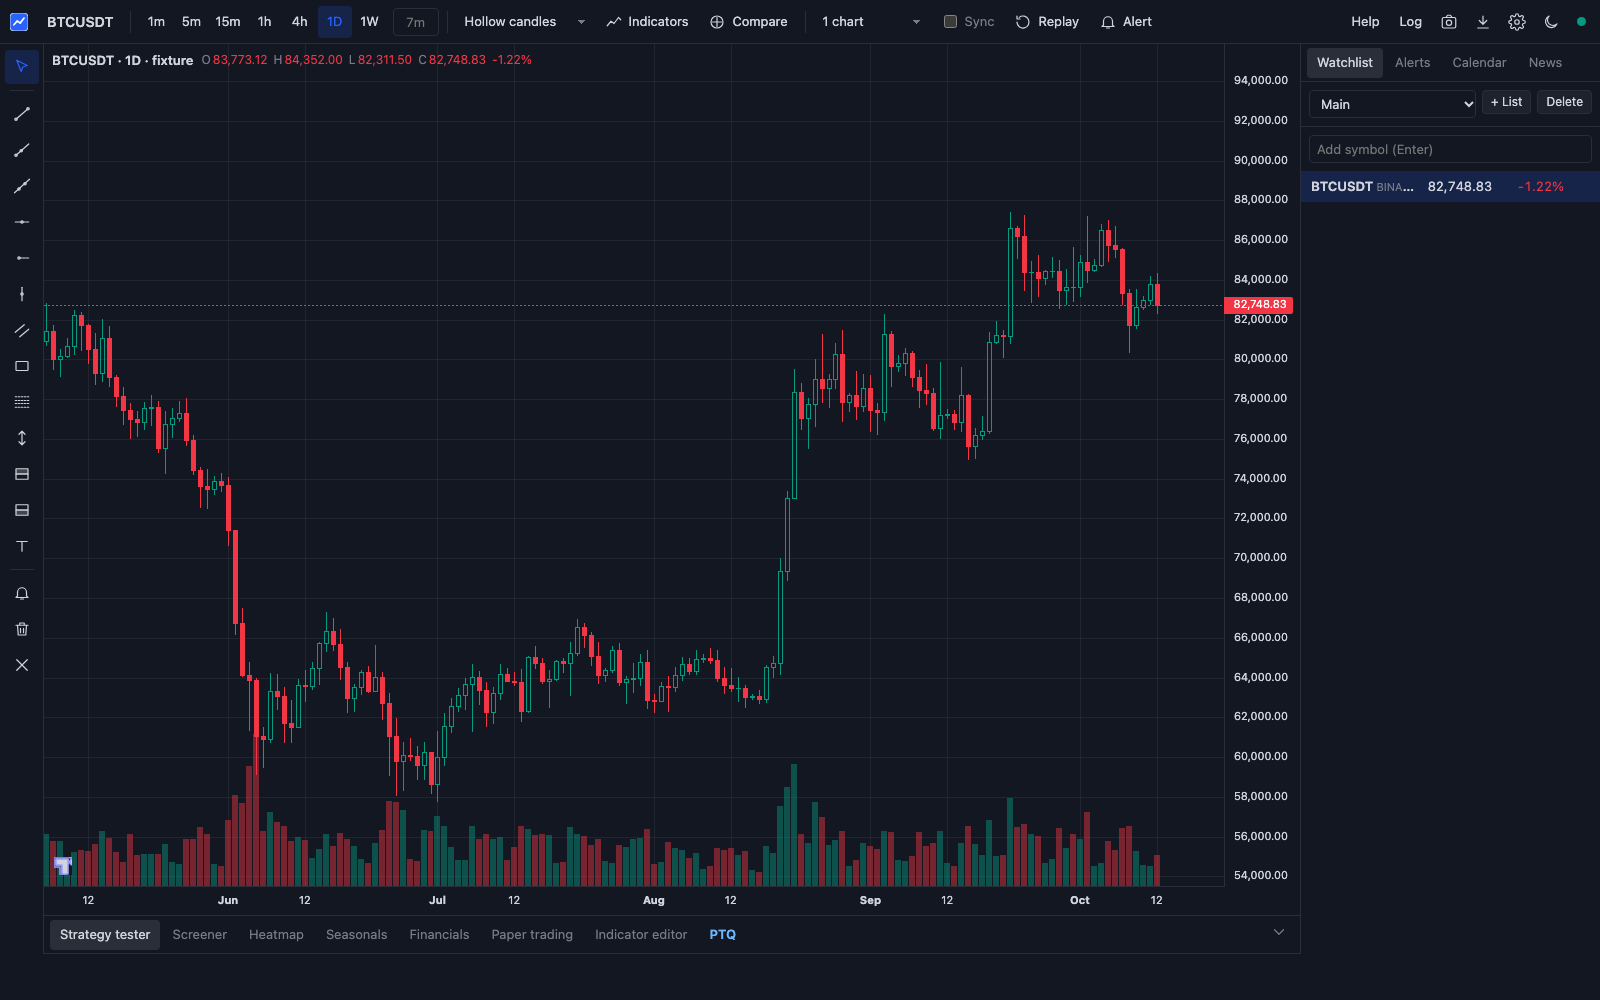 BTCUSDT 1m 5m 15m 1h 4h 1D 1W 7m Hollow candles Indicators Compare 1 chart Sync Replay Alert Help Log
BTCUSDT · 1D · fixture O83,773.12 H84,352.00 L82,311.50 C82,748.83 -1.22%
94,000.00
92,000.00
90,000.00
88,000.00
86,000.00
84,000.00
82,748.83
82,000.00
80,000.00
78,000.00
76,000.00
74,000.00
72,000.00
70,000.00
68,000.00
66,000.00
64,000.00
62,000.00
60,000.00
58,000.00
56,000.00
54,000.00
12 Jun 12 Jul 12 Aug 12 Sep 12 Oct 12
Strategy tester Screener Heatmap Seasonals Financials Paper trading Indicator editor PTQ
Watchlist Alerts Calendar News
Main + List Delete
Add symbol (Enter)
BTCUSDT BINA... 82,748.83 -1.22%